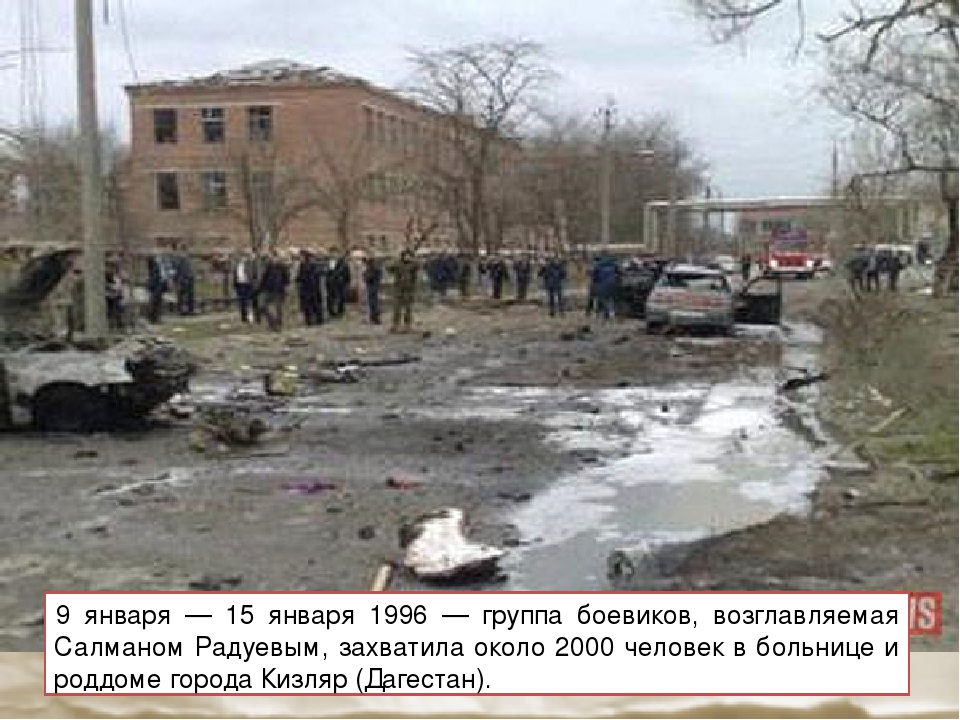 9 января — 15 января 1996 — группа боевиков, возглавляемая
Салманом Радуевым, захватила около 2000 человек в больнице и
роддоме города Кизляр (Дагестан).